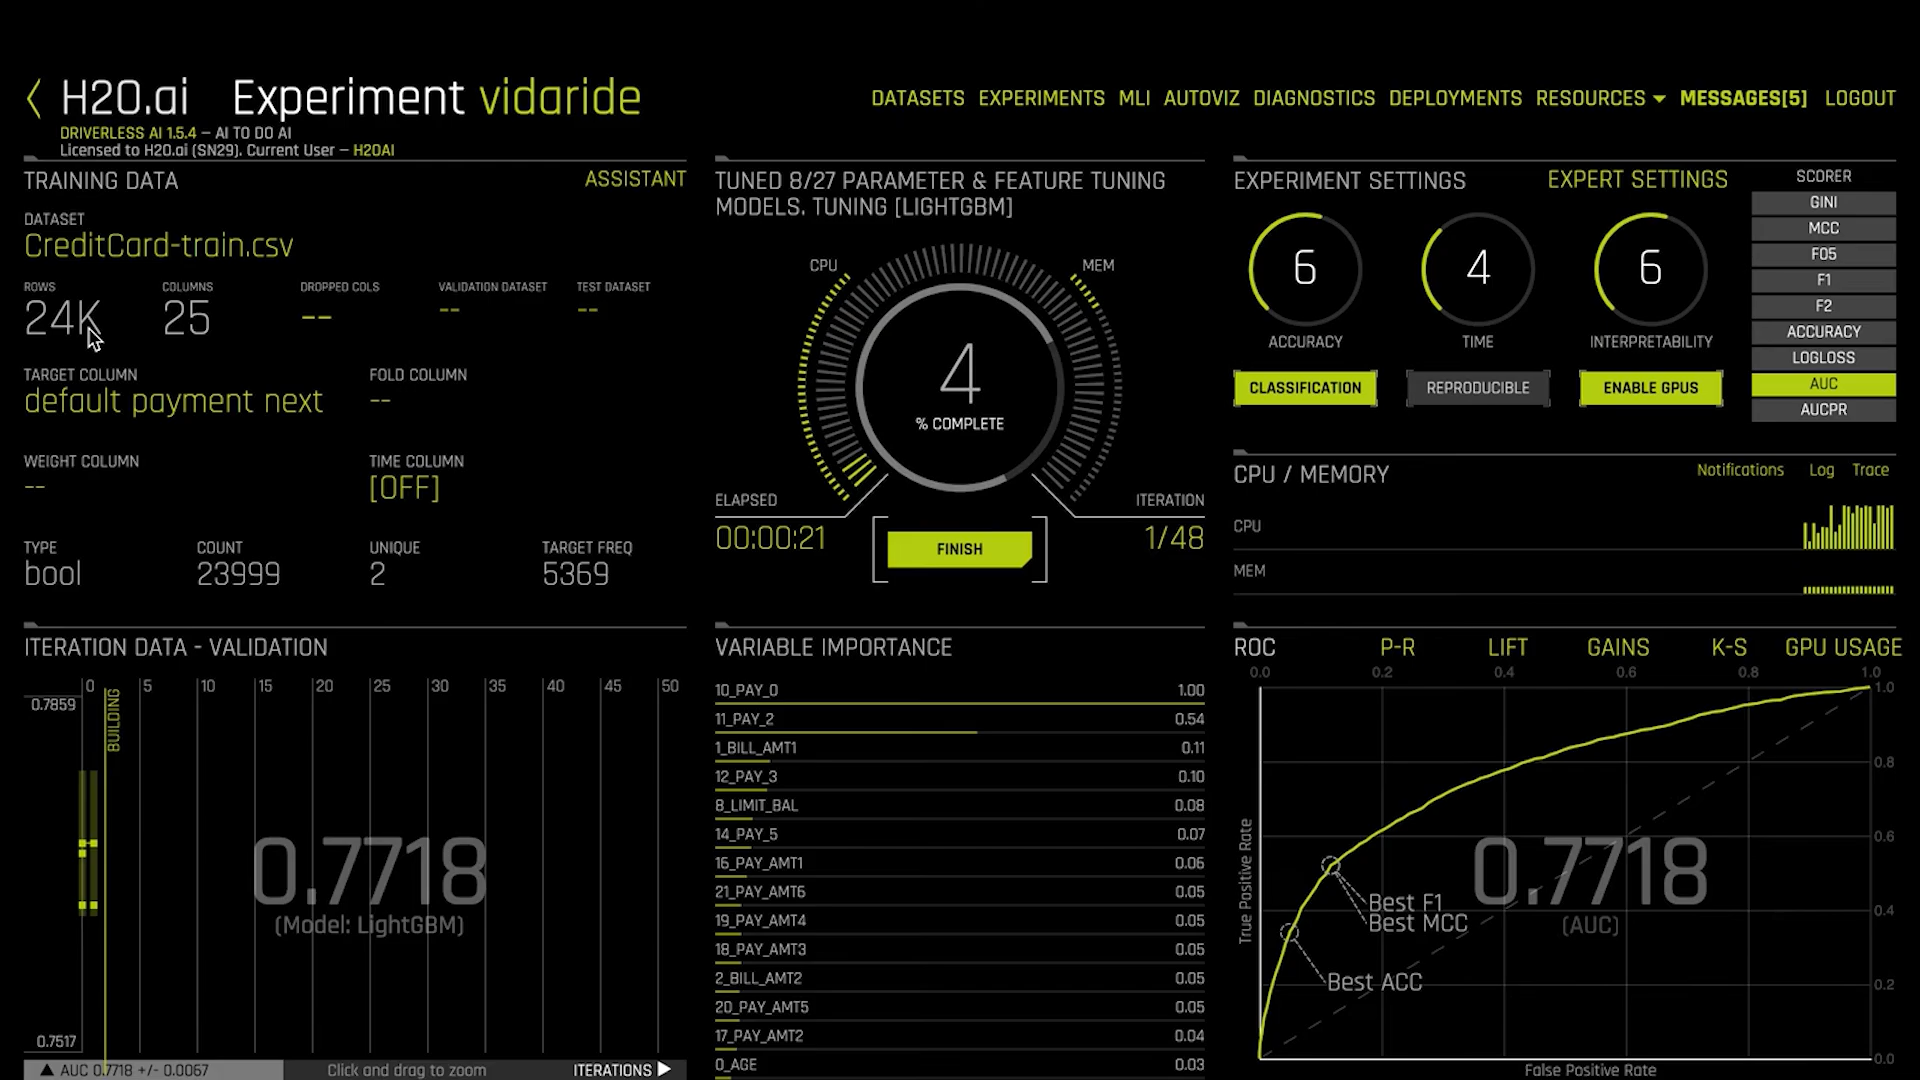 H2O.ai Experiment vidaride
DATASETS EXPERIMENTS MLI AUTOVIZ DIAGNOSTICS DEPLOYMENTS RESOURCES MESSAGES[5] LOGOUT
DRIVERLESS AI 1.5.4 – AI TO DO AI
Licensed to H2O.ai (SN29). Current User – H2OAI
TRAINING DATA
ASSISTANT
DATASET
CreditCard-train.csv
ROWS COLUMNS DROPPED COLS VALIDATION DATASET TEST DATASET
24K 25 -- -- --
TARGET COLUMN FOLD COLUMN
default payment next --
WEIGHT COLUMN TIME COLUMN
-- [OFF]
TYPE COUNT UNIQUE TARGET FREQ
bool 23999 2 5369
TUNED 8/27 PARAMETER & FEATURE TUNING
MODELS. TUNING [LIGHTGBM]
CPU MEM
4
% COMPLETE
ELAPSED ITERATION
00:00:21 1/48
FINISH
EXPERIMENT SETTINGS EXPERT SETTINGS
6 4 6
ACCURACY TIME INTERPRETABILITY
CLASSIFICATION REPRODUCIBLE ENABLE GPUS
SCORER
GINI
MCC
F05
F1
F2
ACCURACY
LOGLOSS
AUC
AUCPR
CPU / MEMORY
Notifications Log Trace
CPU
MEM
ITERATION DATA - VALIDATION
0 5 10 15 20 25 30 35 40 45 50
0.7859
BUILDING
0.7718
(Model: LightGBM)
0.7517
AUC 0.7718 +/- 0.0067
Click and drag to zoom
ITERATIONS
VARIABLE IMPORTANCE
10_PAY_0 1.00
11_PAY_2 0.54
1_BILL_AMT1 0.11
12_PAY_3 0.10
8_LIMIT_BAL 0.08
14_PAY_5 0.07
16_PAY_AMT1 0.06
21_PAY_AMT6 0.05
19_PAY_AMT4 0.05
18_PAY_AMT3 0.05
2_BILL_AMT2 0.05
20_PAY_AMT5 0.05
17_PAY_AMT2 0.04
0_AGE 0.03
ROC P-R LIFT GAINS K-S GPU USAGE
0.0 0.2 0.4 0.6 0.8 1.0
1.0
0.8
0.6
0.4
0.2
0.0
True Positive Rate
0.7718
(AUC)
Best F1
Best MCC
Best ACC
False Positive Rate